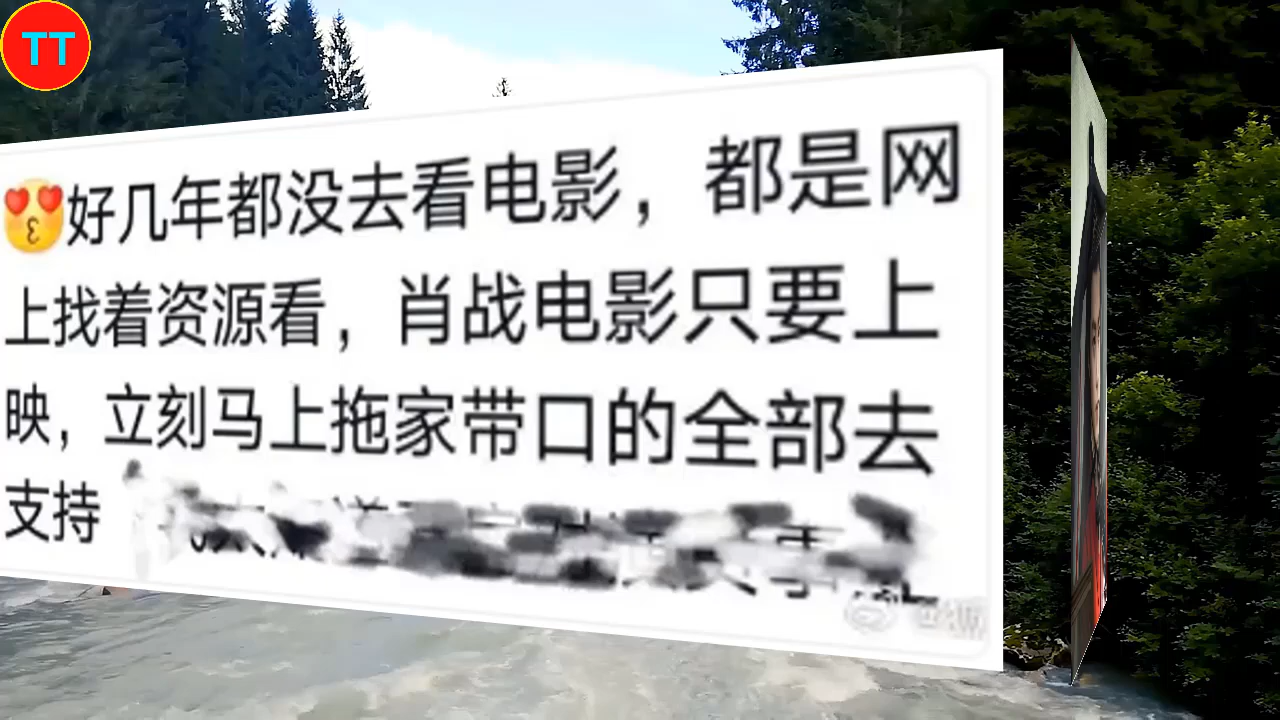 TT
😍好几年都没去看电影，都是网
上找着资源看，肖战电影只要上
映，立刻马上拖家带口的全部去
支持